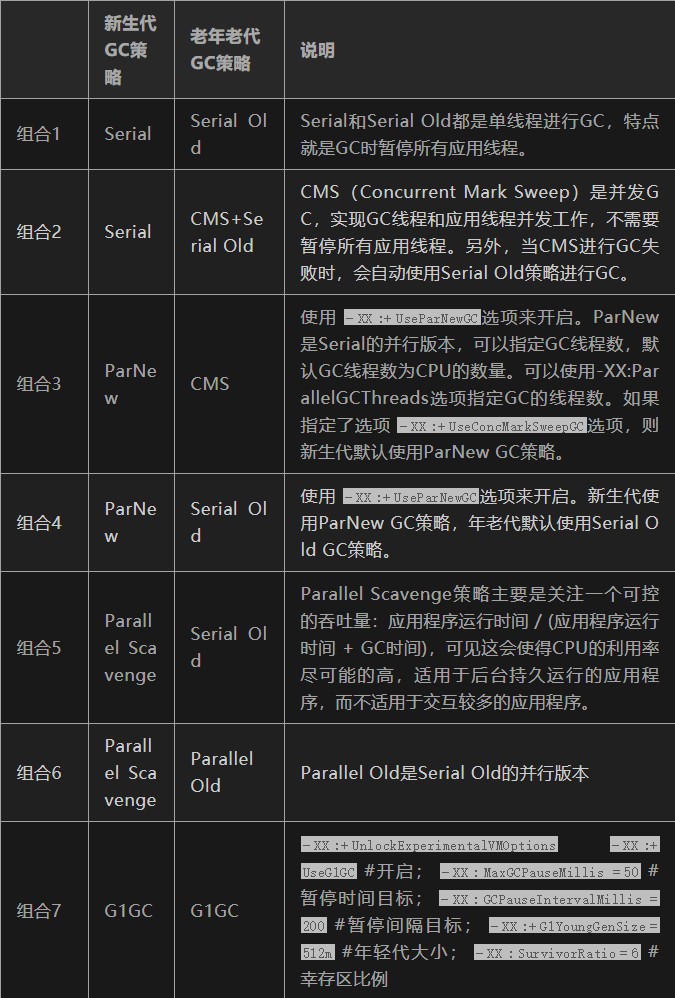 新生代
GC策
略
老年老代
GC策略
说明
组合1
Serial
Serial Ol
d
Serial和Serial Old都是单线程进行GC，特点
就是GC时暂停所有应用线程。
组合2
Serial
CMS+Se
rial Old
CMS（Concurrent Mark Sweep）是并发G
C，实现GC线程和应用线程并发工作，不需要
暂停所有应用线程。另外，当CMS进行GC失
败时，会自动使用Serial Old策略进行GC。
组合3
ParNe
w
CMS
使用 -XX:+UseParNewGC选项来开启。ParNew
是Serial的并行版本，可以指定GC线程数，默
认GC线程数为CPU的数量。可以使用-XX:Par
allelGCThreads选项指定GC的线程数。如果
指定了选项 -XX:+UseConcMarkSweepGC选项，则
新生代默认使用ParNew GC策略。
组合4
ParNe
w
Serial Ol
d
使用 -XX:+UseParNewGC选项来开启。新生代使
用ParNew GC策略，年老代默认使用Serial O
ld GC策略。
组合5
Parall
el Sca
venge
Serial Ol
d
Parallel Scavenge策略主要是关注一个可控
的吞吐量：应用程序运行时间 / (应用程序运行
时间 + GC时间)，可见这会使得CPU的利用率
尽可能的高，适用于后台持久运行的应用程
序，而不适用于交互较多的应用程序。
组合6
Parall
el Sca
venge
Parallel
Old
Parallel Old是Serial Old的并行版本
组合7
G1GC
G1GC
-XX:+UnlockExperimentalVMOptions -XX:+
UseG1GC #开启； -XX:MaxGCPauseMillis =50 #
暂停时间目标； -XX:GCPauseIntervalMillis =
200 #暂停间隔目标； -XX:+G1YoungGenSize=
512m #年轻代大小； -XX:SurvivorRatio=6 #
幸存区比例